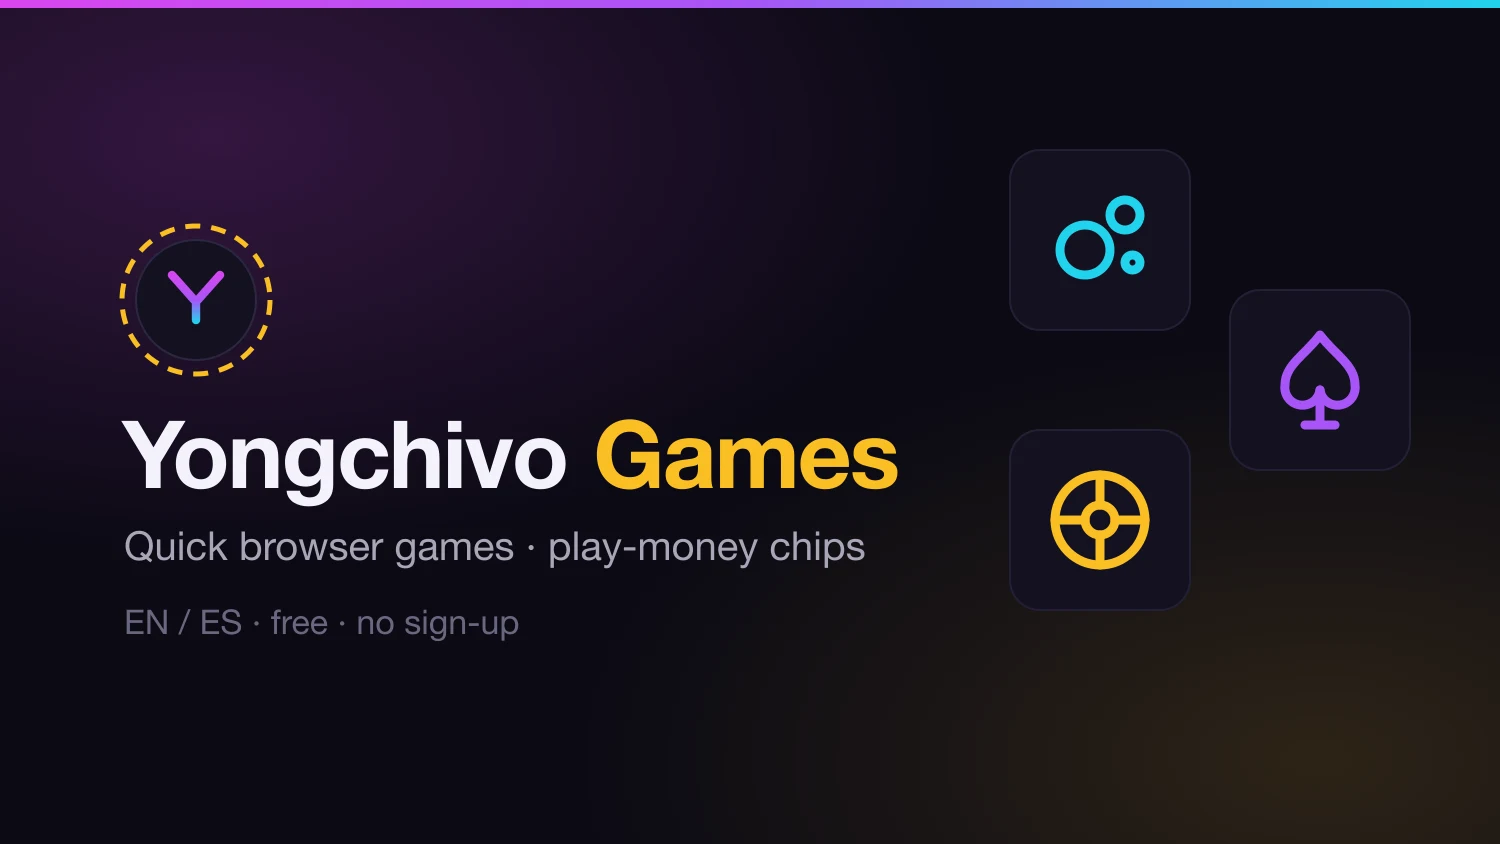 Y
Yongchivo Games
Quick browser games · play-money chips
EN / ES · free · no sign-up